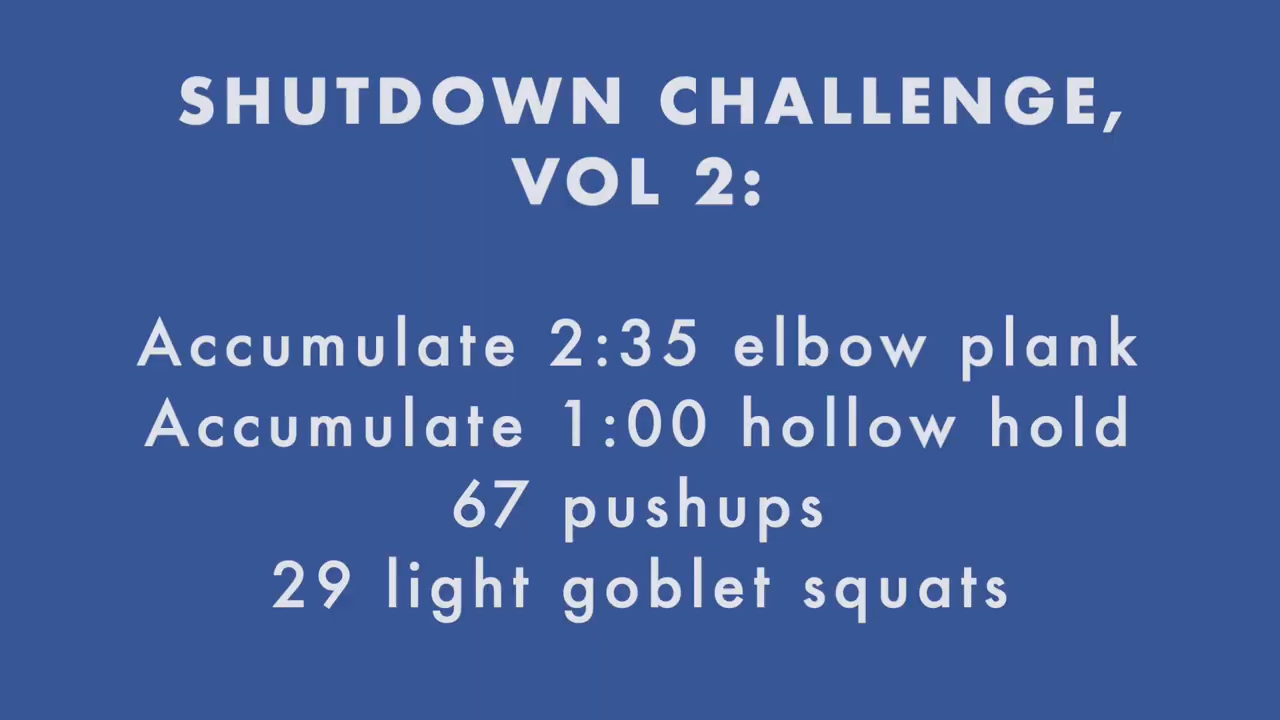 SHUTDOWN CHALLENGE,
VOL 2:
Accumulate 2:35 elbow plank
Accumulate 1:00 hollow hold
67 pushups
29 light goblet squats